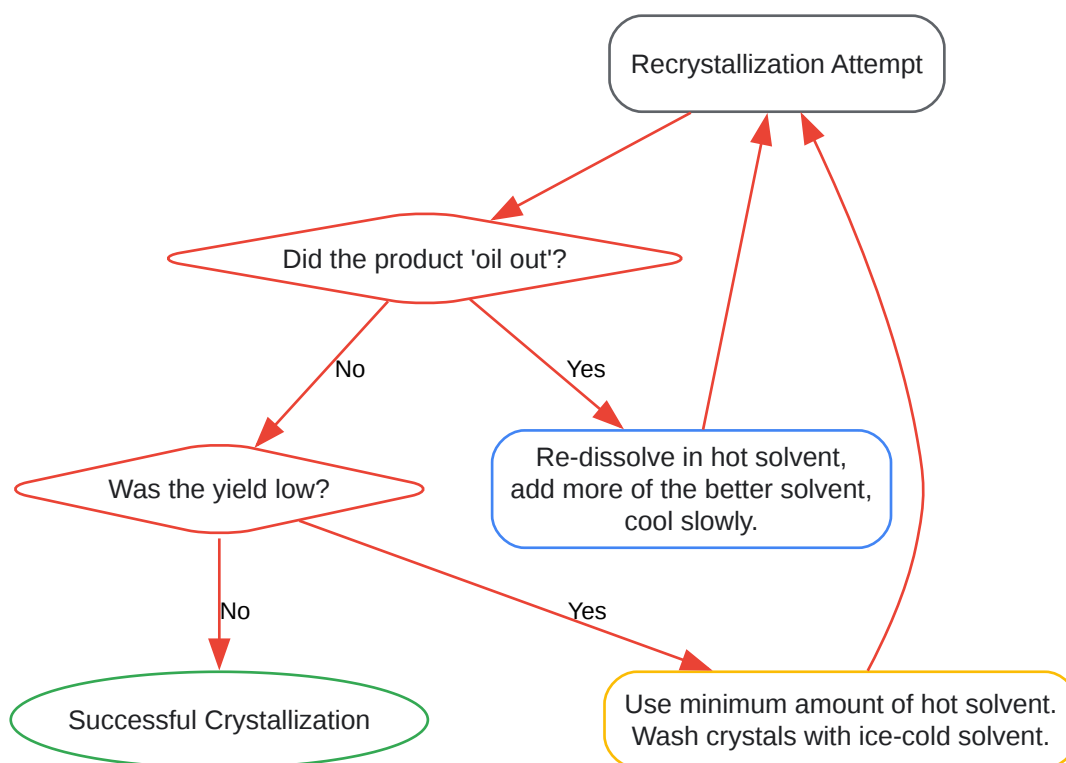 Recrystallization Attempt
Did the product 'oil out'?
No
Yes
Re-dissolve in hot solvent,
add more of the better solvent,
cool slowly.
Was the yield low?
No
Yes
Successful Crystallization
Use minimum amount of hot solvent.
Wash crystals with ice-cold solvent.